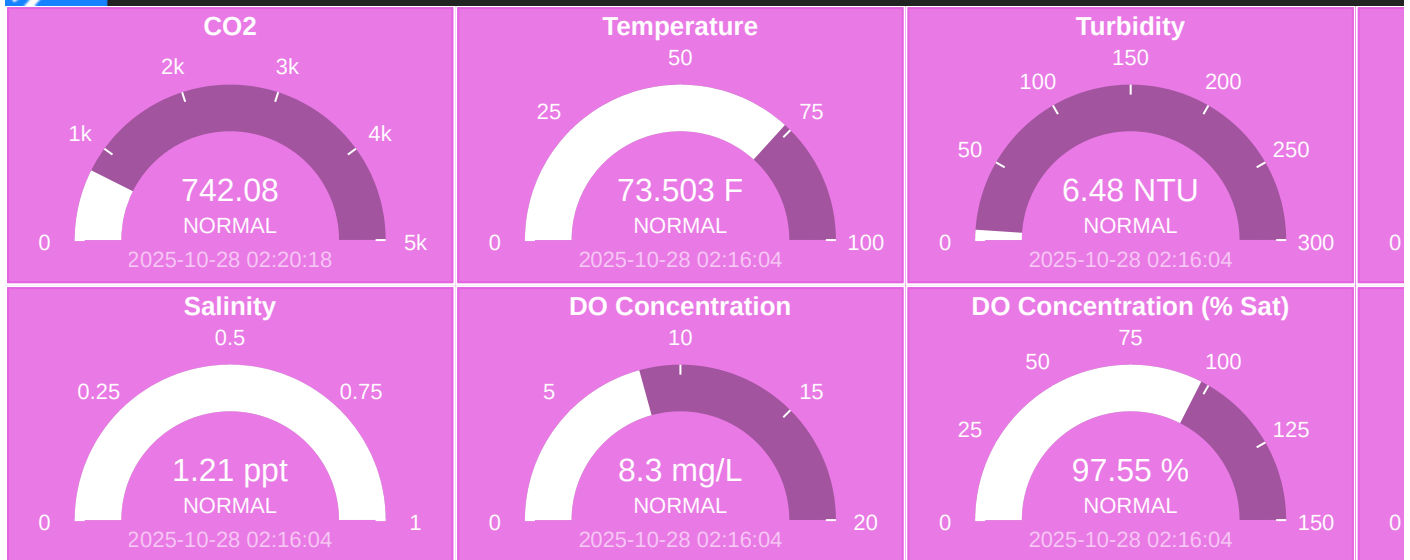 CO2
2k 3k
1k 4k
742.08
NORMAL
0 5k
2025-10-28 02:20:18
Temperature
50
25 75
73.503 F
NORMAL
0 100
2025-10-28 02:16:04
Turbidity
150
100 200
50 250
6.48 NTU
NORMAL
0 300
2025-10-28 02:16:04
0
Salinity
0.5
0.25 0.75
1.21 ppt
NORMAL
0 1
2025-10-28 02:16:04
DO Concentration
10
5 15
8.3 mg/L
NORMAL
0 20
2025-10-28 02:16:04
DO Concentration (% Sat)
75
50 100
25 125
97.55 %
NORMAL
0 150
2025-10-28 02:16:04
0